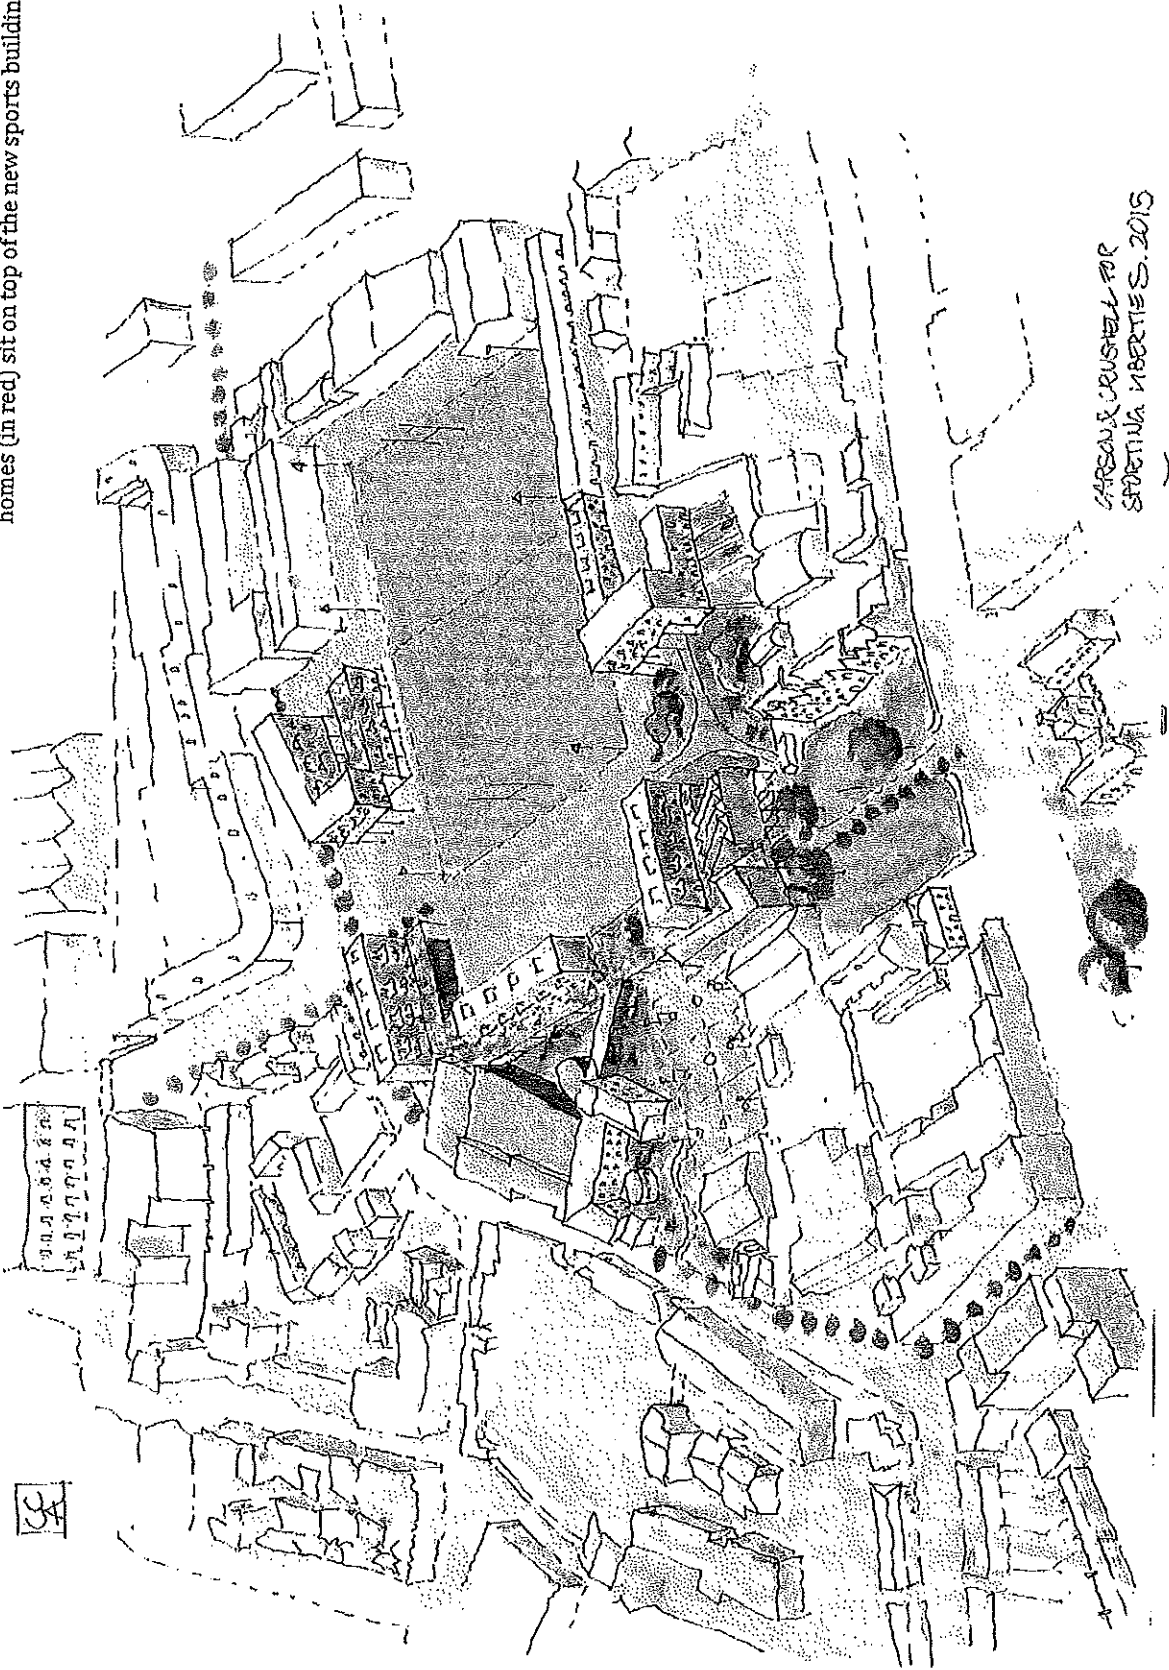 homes (in red) sit on top of the new sports buildin
CARSON & CRUSHELL FOR
SPORTING LIBERTIES. 2015